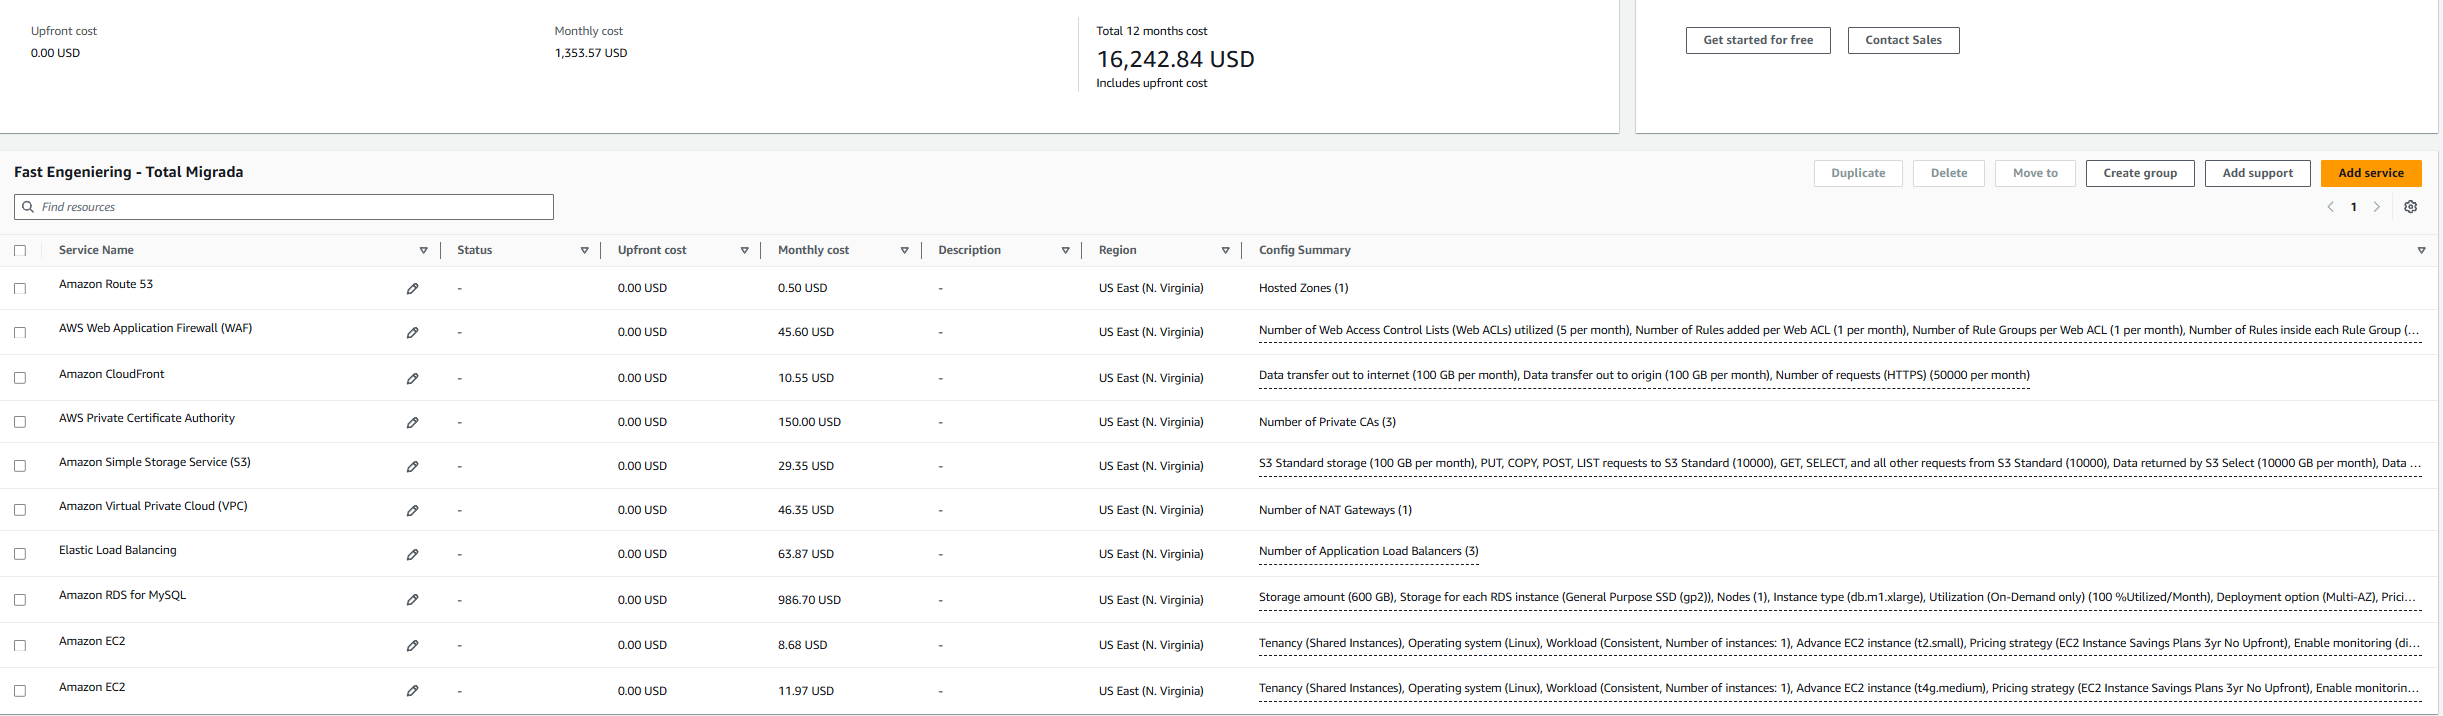 Upfront cost
0.00 USD
Monthly cost
1,353.57 USD
Total 12 months cost
16,242.84 USD
Includes upfront cost
Get started for free
Contact Sales
Fast Engeniering - Total Migrada
Duplicate
Delete
Move to
Create group
Add support
Add service
Find resources
1
Service Name Status Upfront cost Monthly cost Description Region Config Summary
Amazon Route 53 - 0.00 USD 0.50 USD - US East (N. Virginia) Hosted Zones (1)
AWS Web Application Firewall (WAF) - 0.00 USD 45.60 USD - US East (N. Virginia) Number of Web Access Control Lists (Web ACLs) utilized (5 per month), Number of Rules added per Web ACL (1 per month), Number of Rule Groups per Web ACL (1 per month), Number of Rules inside each Rule Group (...
Amazon CloudFront - 0.00 USD 10.55 USD - US East (N. Virginia) Data transfer out to internet (100 GB per month), Data transfer out to origin (100 GB per month), Number of requests (HTTPS) (50000 per month)
AWS Private Certificate Authority - 0.00 USD 150.00 USD - US East (N. Virginia) Number of Private CAs (3)
Amazon Simple Storage Service (S3) - 0.00 USD 29.35 USD - US East (N. Virginia) S3 Standard storage (100 GB per month), PUT, COPY, POST, LIST requests to S3 Standard (10000), GET, SELECT, and all other requests from S3 Standard (10000), Data returned by S3 Select (10000 GB per month), Data ...
Amazon Virtual Private Cloud (VPC) - 0.00 USD 46.35 USD - US East (N. Virginia) Number of NAT Gateways (1)
Elastic Load Balancing - 0.00 USD 63.87 USD - US East (N. Virginia) Number of Application Load Balancers (3)
Amazon RDS for MySQL - 0.00 USD 986.70 USD - US East (N. Virginia) Storage amount (600 GB), Storage for each RDS instance (General Purpose SSD (gp2)), Nodes (1), Instance type (db.m1.xlarge), Utilization (On-Demand only) (100 %Utilized/Month), Deployment option (Multi-AZ), Prici...
Amazon EC2 - 0.00 USD 8.68 USD - US East (N. Virginia) Tenancy (Shared Instances), Operating system (Linux), Workload (Consistent, Number of instances: 1), Advance EC2 instance (t2.small), Pricing strategy (EC2 Instance Savings Plans 3yr No Upfront), Enable monitoring (di...
Amazon EC2 - 0.00 USD 11.97 USD - US East (N. Virginia) Tenancy (Shared Instances), Operating system (Linux), Workload (Consistent, Number of instances: 1), Advance EC2 instance (t4g.medium), Pricing strategy (EC2 Instance Savings Plans 3yr No Upfront), Enable monitorin...